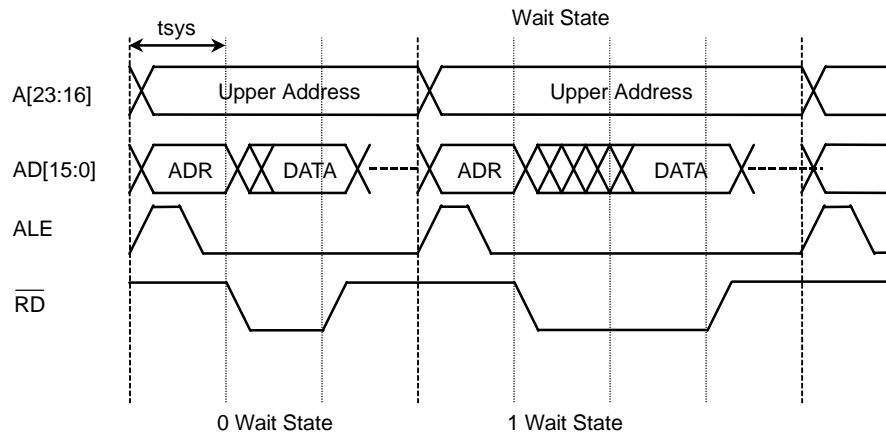 Wait State
tsys
A[23:16] Upper Address Upper Address
AD[15:0] ADR DATA ADR DATA
ALE
RD
0 Wait State 1 Wait State